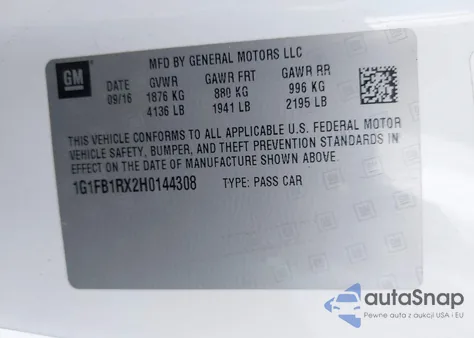 GM
MFD BY GENERAL MOTORS LLC
DATE GVWR GAWR FRT GAWR RR
09/16 1876 KG 880 KG 996 KG
4136 LB 1941 LB 2195 LB
THIS VEHICLE CONFORMS TO ALL APPLICABLE U.S. FEDERAL MOTOR
VEHICLE SAFETY, BUMPER, AND THEFT PREVENTION STANDARDS IN
EFFECT ON THE DATE OF MANUFACTURE SHOWN ABOVE.
1G1FB1RX2H0144308 TYPE: PASS CAR
autoSnap
Pewne auta z aukcji USA i EU